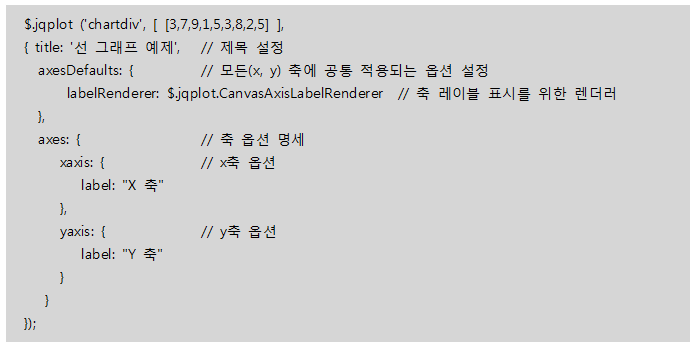 $.jqplot ('chartdiv', [ [3,7,9,1,5,3,8,2,5] ],
{ title: '선 그래프 예제', // 제목 설정
axesDefaults: { // 모든(x, y) 축에 공통 적용되는 옵션 설정
labelRenderer: $.jqplot.CanvasAxisLabelRenderer // 축 레이블 표시를 위한 렌더러
},
axes: { // 축 옵션 명세
xaxis: { // x축 옵션
label: "X 축"
},
yaxis: { // y축 옵션
label: "Y 축"
}
}
});